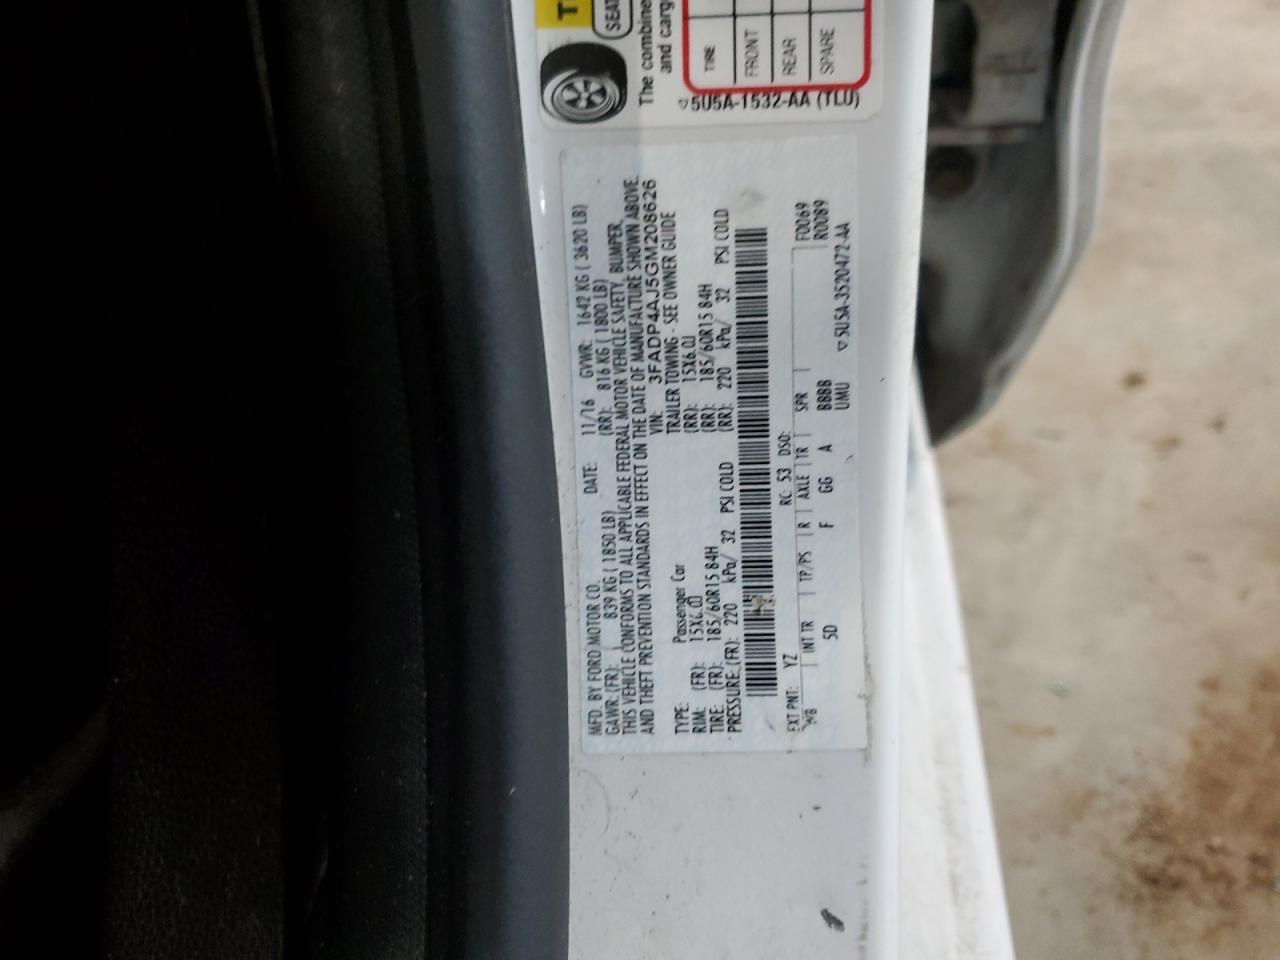 SEAT
The combine
and carg
TIRE
FRONT
REAR
SPARE
▽5U5A-1532-AA (TL0)
MFD. BY FORD MOTOR CO. DATE: 11/16 GVWR: 1642 KG ( 3620 LB)
GAWR: (FR): 839 KG ( 1850 LB) (RR): 816 KG ( 1800 LB)
THIS VEHICLE CONFORMS TO ALL APPLICABLE FEDERAL MOTOR VEHICLE SAFETY, BUMPER,
AND THEFT PREVENTION STANDARDS IN EFFECT ON THE DATE OF MANUFACTURE SHOWN ABOVE.
VIN: 3FADP4AJ5GM208626
TYPE: Passenger Car TRAILER TOWING - SEE OWNER GUIDE
RIM: (FR): 15X6.0J (RR): 15X6.0J
TIRE: (FR): 185/60R15 84H (RR): 185/60R15 84H
PRESSURE: (FR): 220 kPa/ 32 PSI COLD (RR): 220 kPa/ 32 PSI COLD
EXT PNT: YZ RC: 53 DSO: F0069
INT TR TP/PS R AXLE TR SPR R0089
5D F GG A BBBB
UMU ▽5U5A-3520472-AA